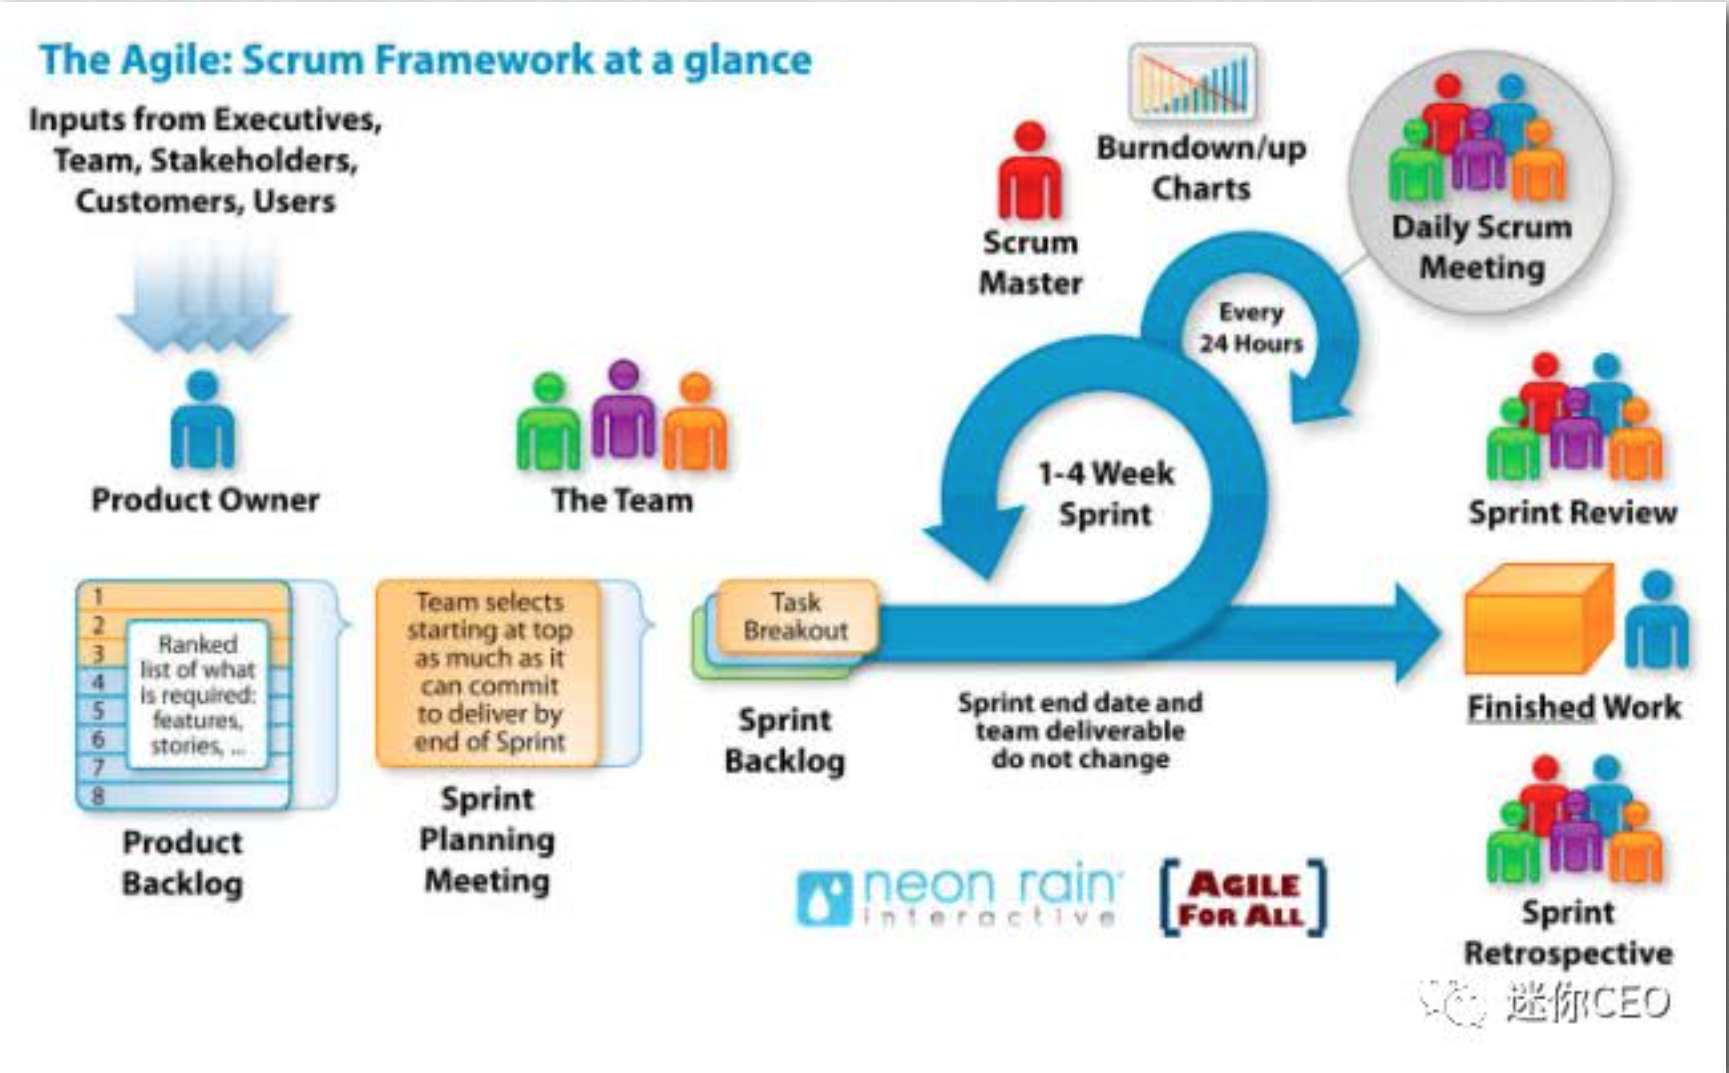 The Agile: Scrum Framework at a glance
Inputs from Executives,
Team, Stakeholders,
Customers, Users
Product Owner
The Team
Scrum
Master
Burndown/up
Charts
Daily Scrum
Meeting
Every
24 Hours
1-4 Week
Sprint
Sprint Review
1
2
3
4
5
6
7
8
Ranked
list of what
is required:
features,
stories, ...
Product
Backlog
Team selects
starting at top
as much as it
can commit
to deliver by
end of Sprint
Sprint
Planning
Meeting
Task
Breakout
Sprint
Backlog
Sprint end date and
team deliverable
do not change
Finished Work
Sprint
Retrospective
neon rain
interactive
AGILE
FOR ALL
迷你CEO